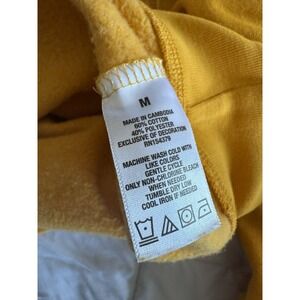 M
MADE IN CAMBODIA
60% COTTON
40% POLYESTER
EXCLUSIVE OF DECORATION
RN154379
MACHINE WASH COLD WITH
LIKE COLORS
GENTLE CYCLE
ONLY NON-CHLORINE BLEACH
WHEN NEEDED
TUMBLE DRY LOW
COOL IRON IF NEEDED